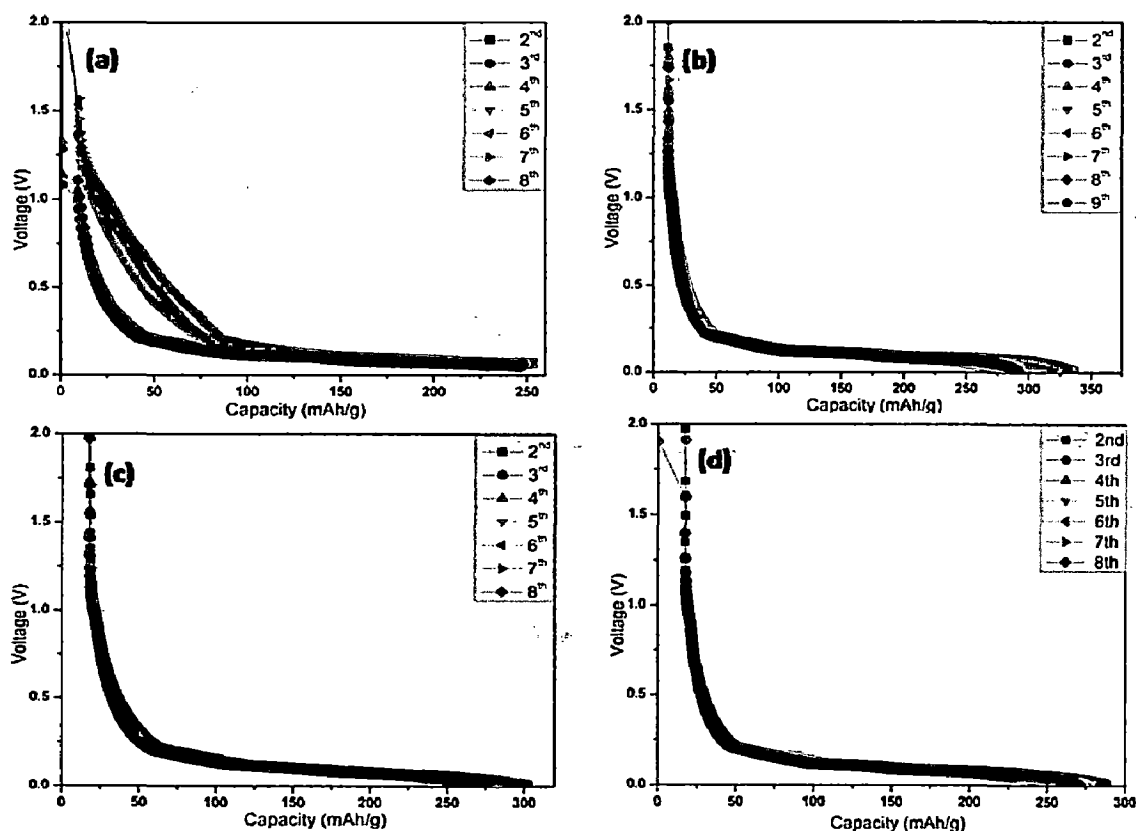 (a)
2.0
1.5
1.0
0.5
0.0
Voltage (V)
0 50 100 150 200 250
Capacity (mAh/g)
2nd
3rd
4th
5th
6th
7th
8th
(b)
2.0
1.5
1.0
0.5
0.0
Voltage (V)
0 50 100 150 200 250 300 350
Capacity (mAh/g)
2nd
3rd
4th
5th
6th
7th
8th
9th
(c)
2.0
1.5
1.0
0.5
0.0
Voltage (V)
0 50 100 150 200 250 300
Capacity (mAh/g)
2nd
3rd
4th
5th
6th
7th
8th
(d)
2.0
1.5
1.0
0.5
0.0
Voltage (V)
0 50 100 150 200 250 300
Capacity (mAh/g)
2nd
3rd
4th
5th
6th
7th
8th